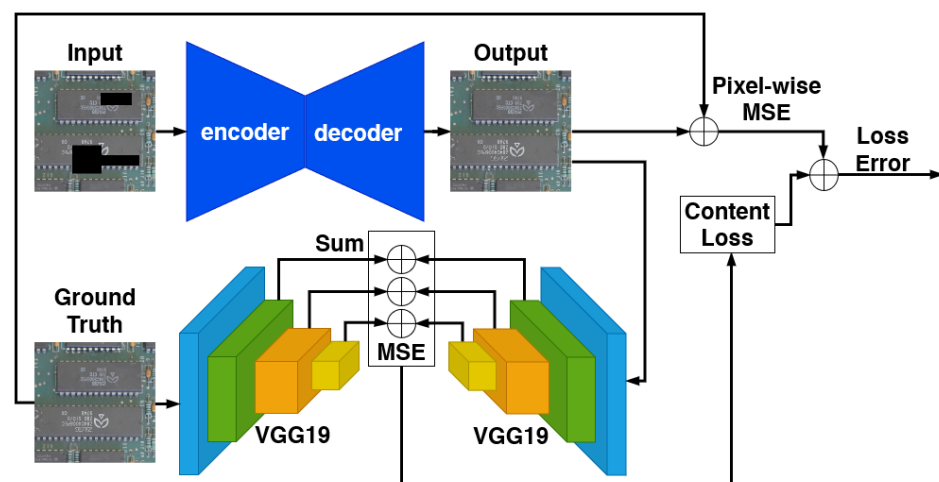 Input
Output
encoder
decoder
Pixel-wise
MSE
Loss
Error
Content
Loss
Sum
Ground
Truth
MSE
VGG19
VGG19